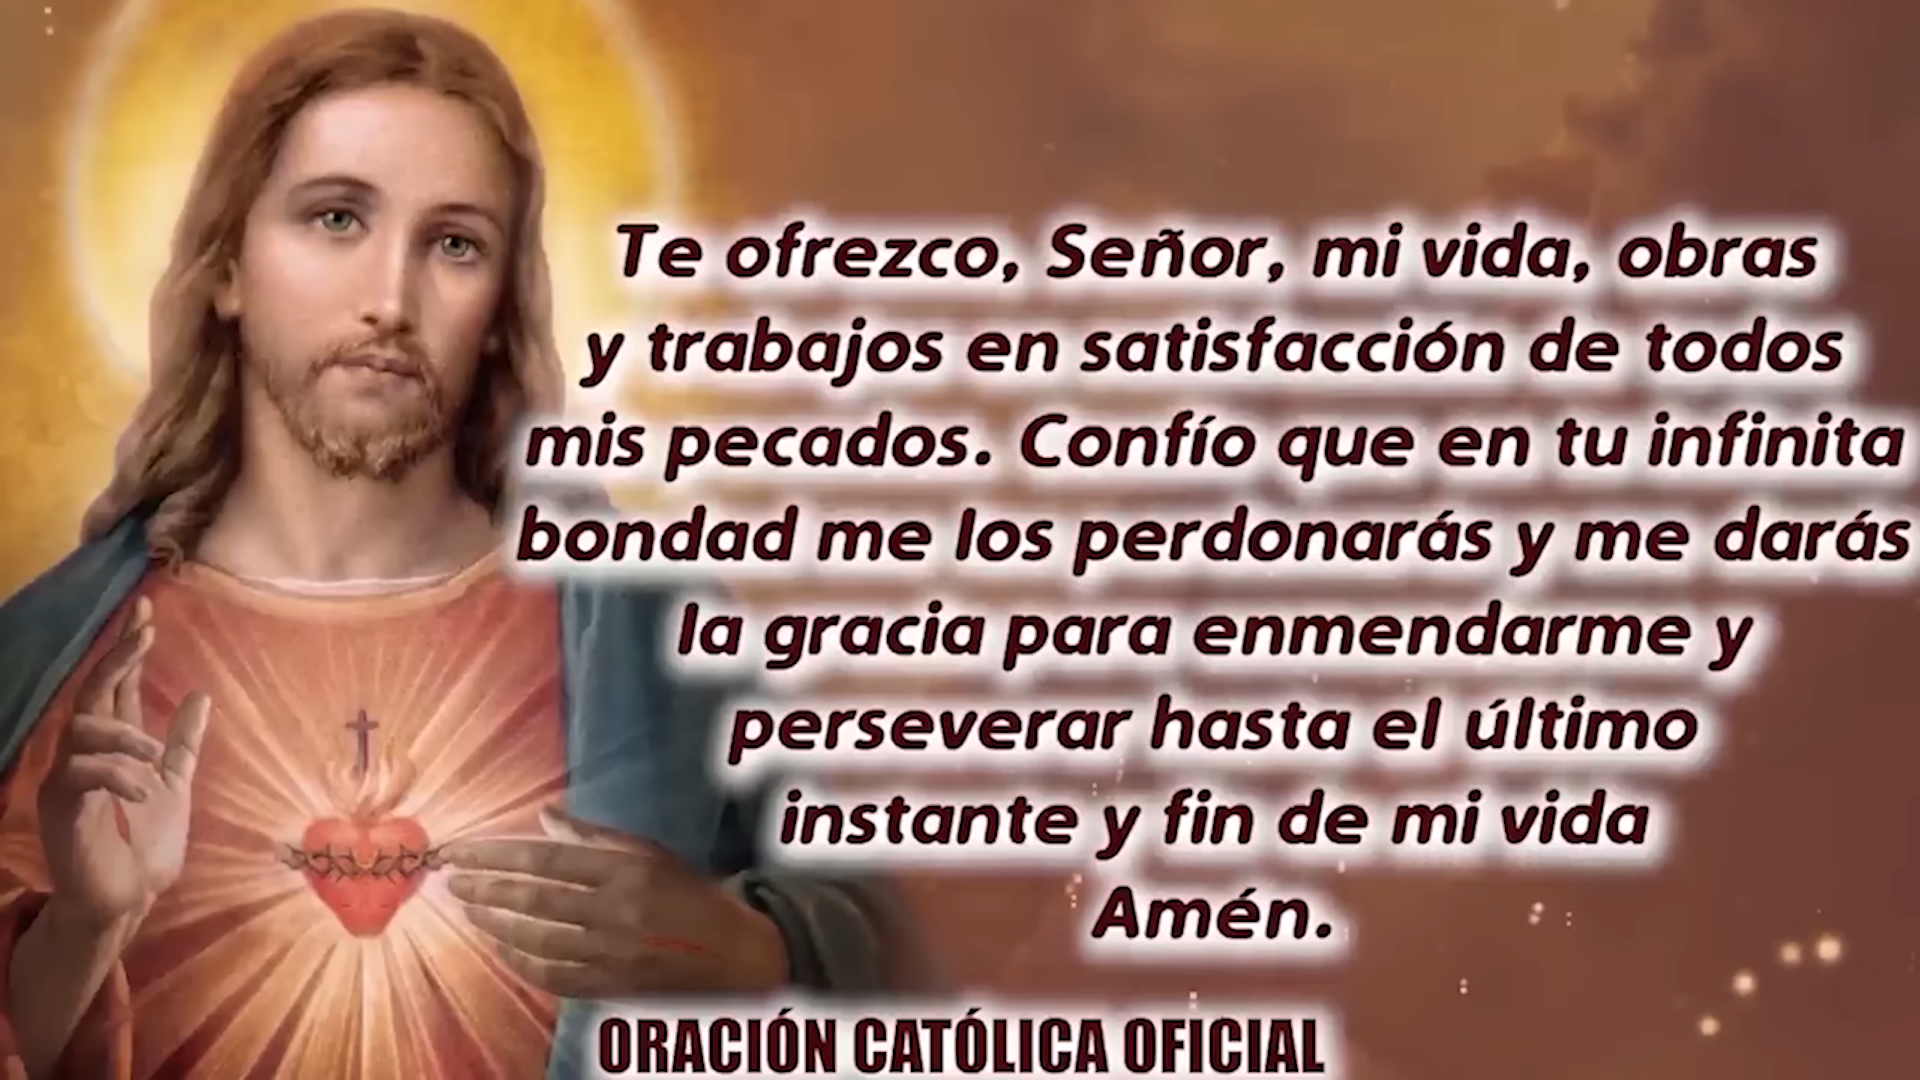 Te ofrezco, Señor, mi vida, obras
y trabajos en satisfacción de todos
mis pecados. Confío que en tu infinita
bondad me los perdonarás y me darás
la gracia para enmendarme y
perseverar hasta el último
instante y fin de mi vida
Amén.
ORACIÓN CATÓLICA OFICIAL